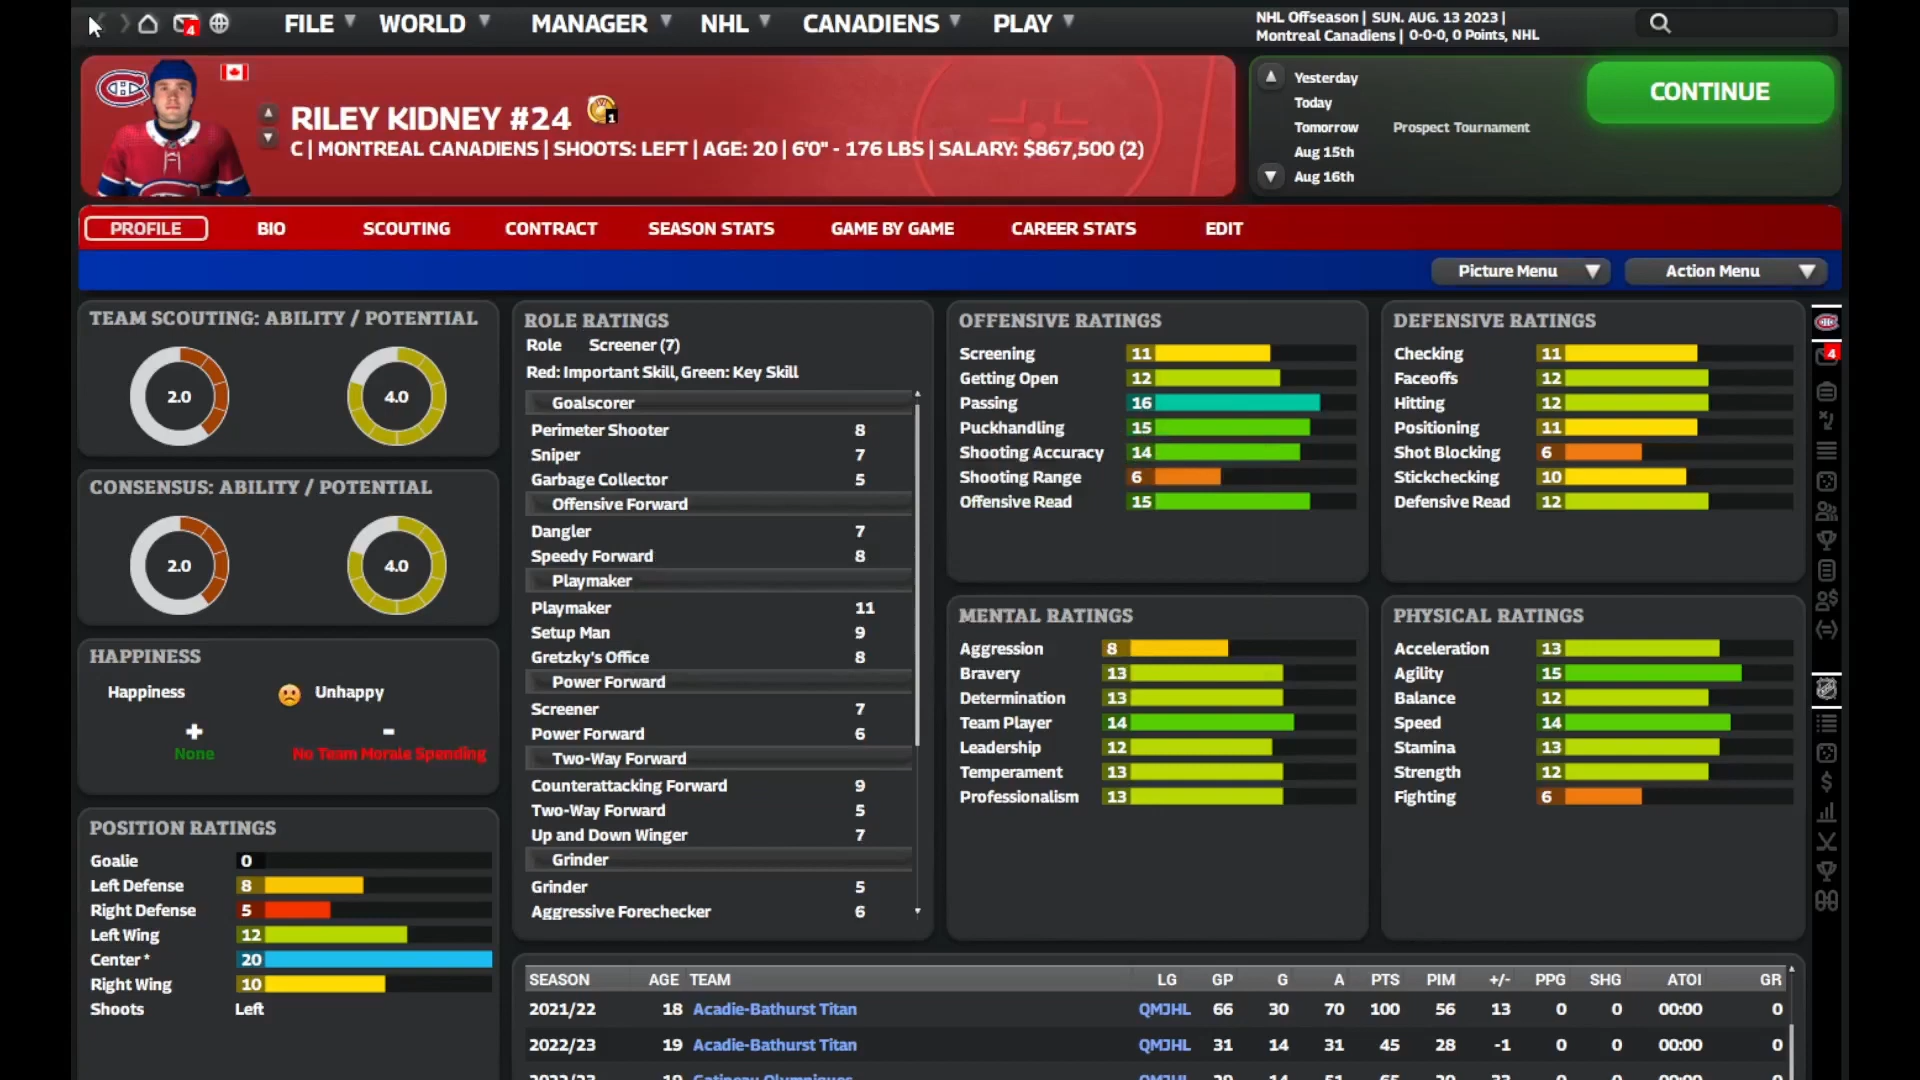 4
FILE
WORLD
MANAGER
NHL
CANADIENS
PLAY
NHL Offseason | SUN. AUG. 13 2023 |
Montreal Canadiens | 0-0-0, 0 Points, NHL
RILEY KIDNEY #24
1
C | MONTREAL CANADIENS | SHOOTS: LEFT | AGE: 20 | 6'0" - 176 LBS | SALARY: $867,500 (2)
Yesterday
Today
Tomorrow Prospect Tournament
Aug 15th
Aug 16th
CONTINUE
PROFILE
BIO
SCOUTING
CONTRACT
SEASON STATS
GAME BY GAME
CAREER STATS
EDIT
Picture Menu
Action Menu
TEAM SCOUTING: ABILITY / POTENTIAL
2.0 4.0
CONSENSUS: ABILITY / POTENTIAL
2.0 4.0
HAPPINESS
Happiness Unhappy
+ -
None No Team Morale Spending
POSITION RATINGS
Goalie 0
Left Defense 8
Right Defense 5
Left Wing 12
Center * 20
Right Wing 10
Shoots Left
ROLE RATINGS
Role Screener (7)
Red: Important Skill, Green: Key Skill
Goalscorer
Perimeter Shooter 8
Sniper 7
Garbage Collector 5
Offensive Forward
Dangler 7
Speedy Forward 8
Playmaker
Playmaker 11
Setup Man 9
Gretzky's Office 8
Power Forward
Screener 7
Power Forward 6
Two-Way Forward
Counterattacking Forward 9
Two-Way Forward 5
Up and Down Winger 7
Grinder
Grinder 5
Aggressive Forechecker 6
OFFENSIVE RATINGS
Screening 11
Getting Open 12
Passing 16
Puckhandling 15
Shooting Accuracy 14
Shooting Range 6
Offensive Read 15
DEFENSIVE RATINGS
Checking 11
Faceoffs 12
Hitting 12
Positioning 11
Shot Blocking 6
Stickchecking 10
Defensive Read 12
MENTAL RATINGS
Aggression 8
Bravery 13
Determination 13
Team Player 14
Leadership 12
Temperament 13
Professionalism 13
PHYSICAL RATINGS
Acceleration 13
Agility 15
Balance 12
Speed 14
Stamina 13
Strength 12
Fighting 6
4
SEASON AGE TEAM LG GP G A PTS PIM +/- PPG SHG ATOI GR
2021/22 18 Acadie-Bathurst Titan QMJHL 66 30 70 100 56 13 0 0 00:00 0
2022/23 19 Acadie-Bathurst Titan QMJHL 31 14 31 45 28 -1 0 0 00:00 0